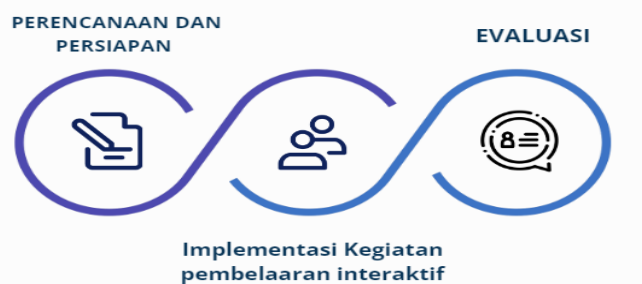 PERENCANAAN DAN
PERSIAPAN
EVALUASI
Implementasi Kegiatan
pembelaaran interaktif